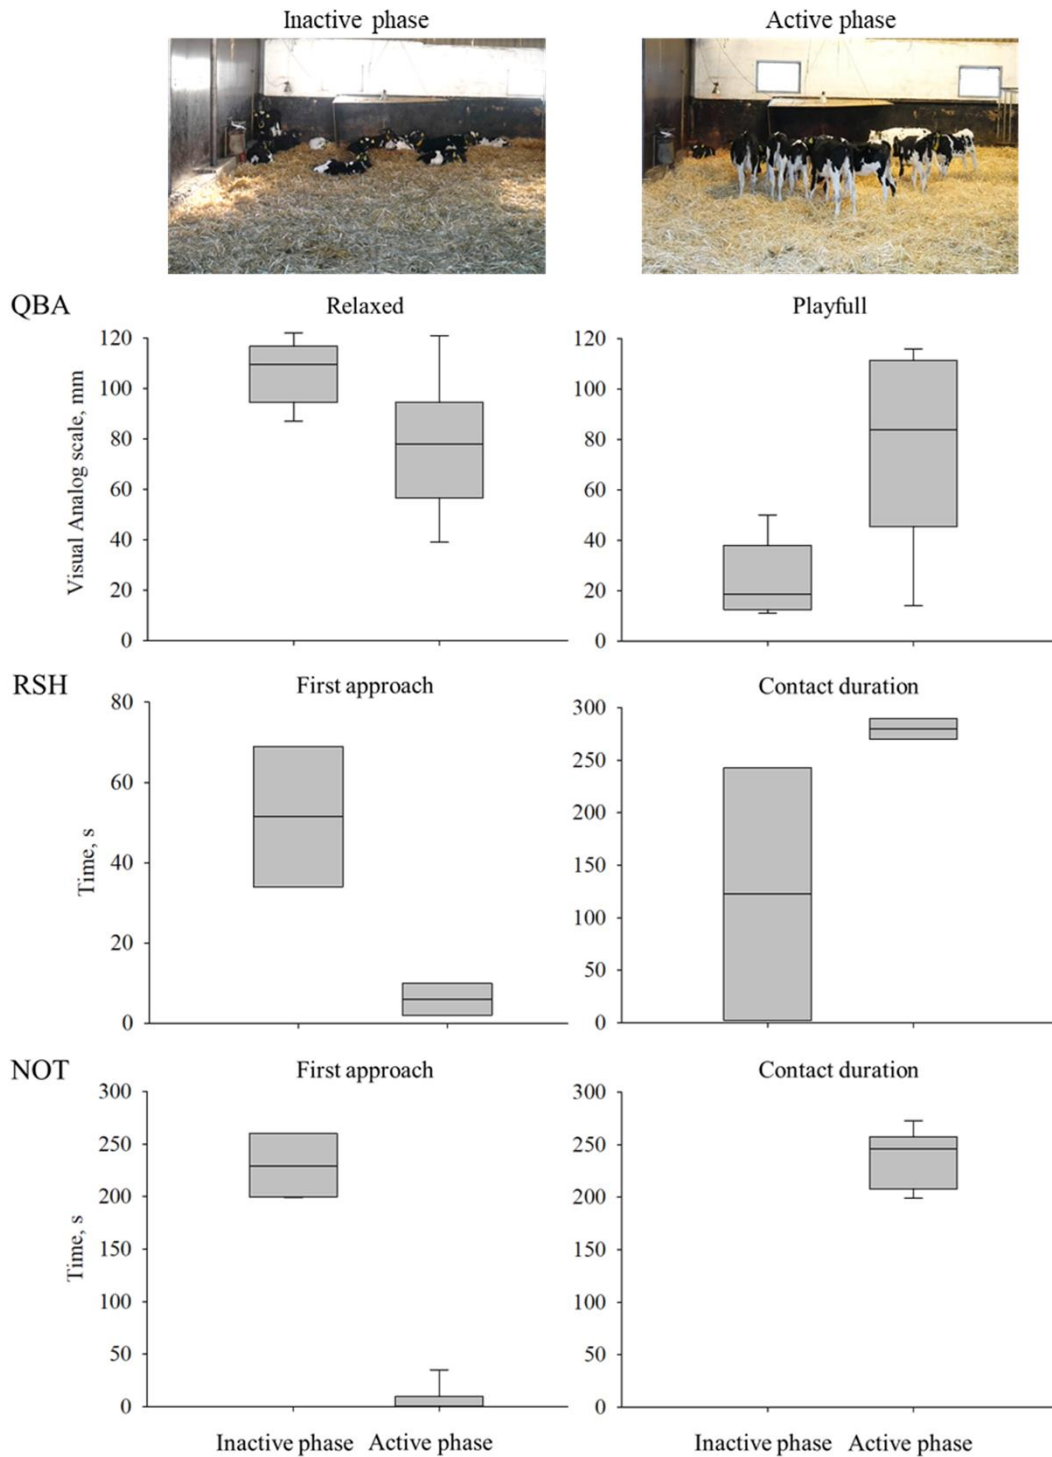 Inactive phase
Active phase
QBA
Relaxed
Playfull
Visual Analog scale, mm
120
100
80
60
40
20
0
120
100
80
60
40
20
0
RSH
First approach
Contact duration
Time, s
80
60
40
20
0
300
250
200
150
100
50
0
NOT
First approach
Contact duration
Time, s
300
250
200
150
100
50
0
300
250
200
150
100
50
0
Inactive phase Active phase
Inactive phase Active phase